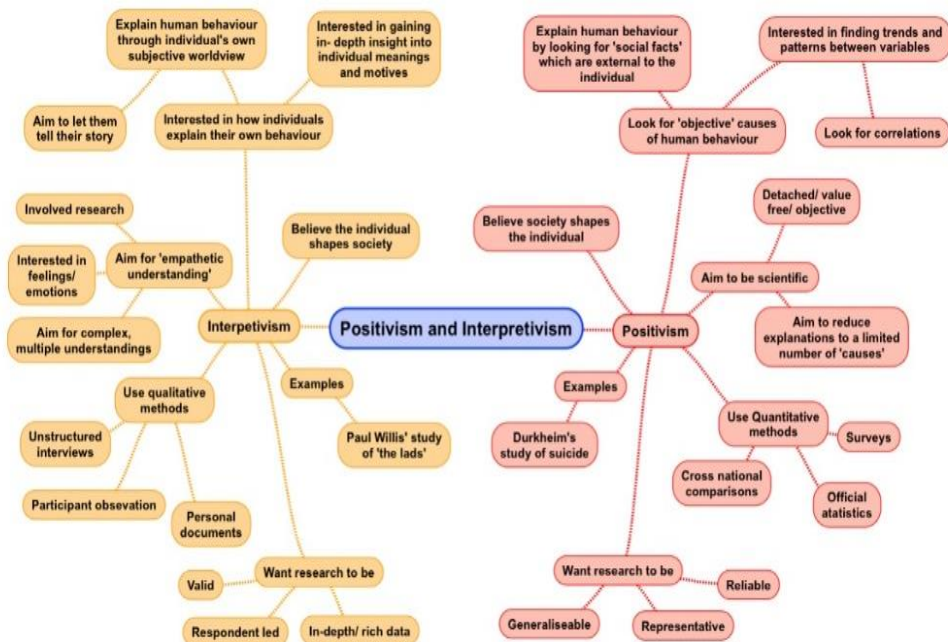 Explain human behaviour
through individual's own
subjective worldview
Interested in gaining
in- depth insight into
individual meanings
and motives
Aim to let them
tell their story
Interested in how individuals
explain their own behaviour
Involved research
Believe the individual
shapes society
Interested in
feelings/
emotions
Aim for 'empathetic
understanding'
Aim for complex,
multiple understandings
Interpetivism
Use qualitative
methods
Examples
Unstructured
interviews
Paul Willis' study
of 'the lads'
Participant obsevation
Personal
documents
Want research to be
Valid
Respondent led
In-depth/ rich data
Positivism and Interpretivism
Explain human behaviour
by looking for 'social facts'
which are external to the
individual
Interested in finding trends and
patterns between variables
Look for 'objective' causes
of human behaviour
Look for correlations
Detached/ value
free/ objective
Believe society shapes
the individual
Aim to be scientific
Positivism
Aim to reduce
explanations to a limited
number of 'causes'
Examples
Durkheim's
study of suicide
Use Quantitative
methods
Surveys
Cross national
comparisons
Official
atatistics
Want research to be
Reliable
Generaliseable
Representative